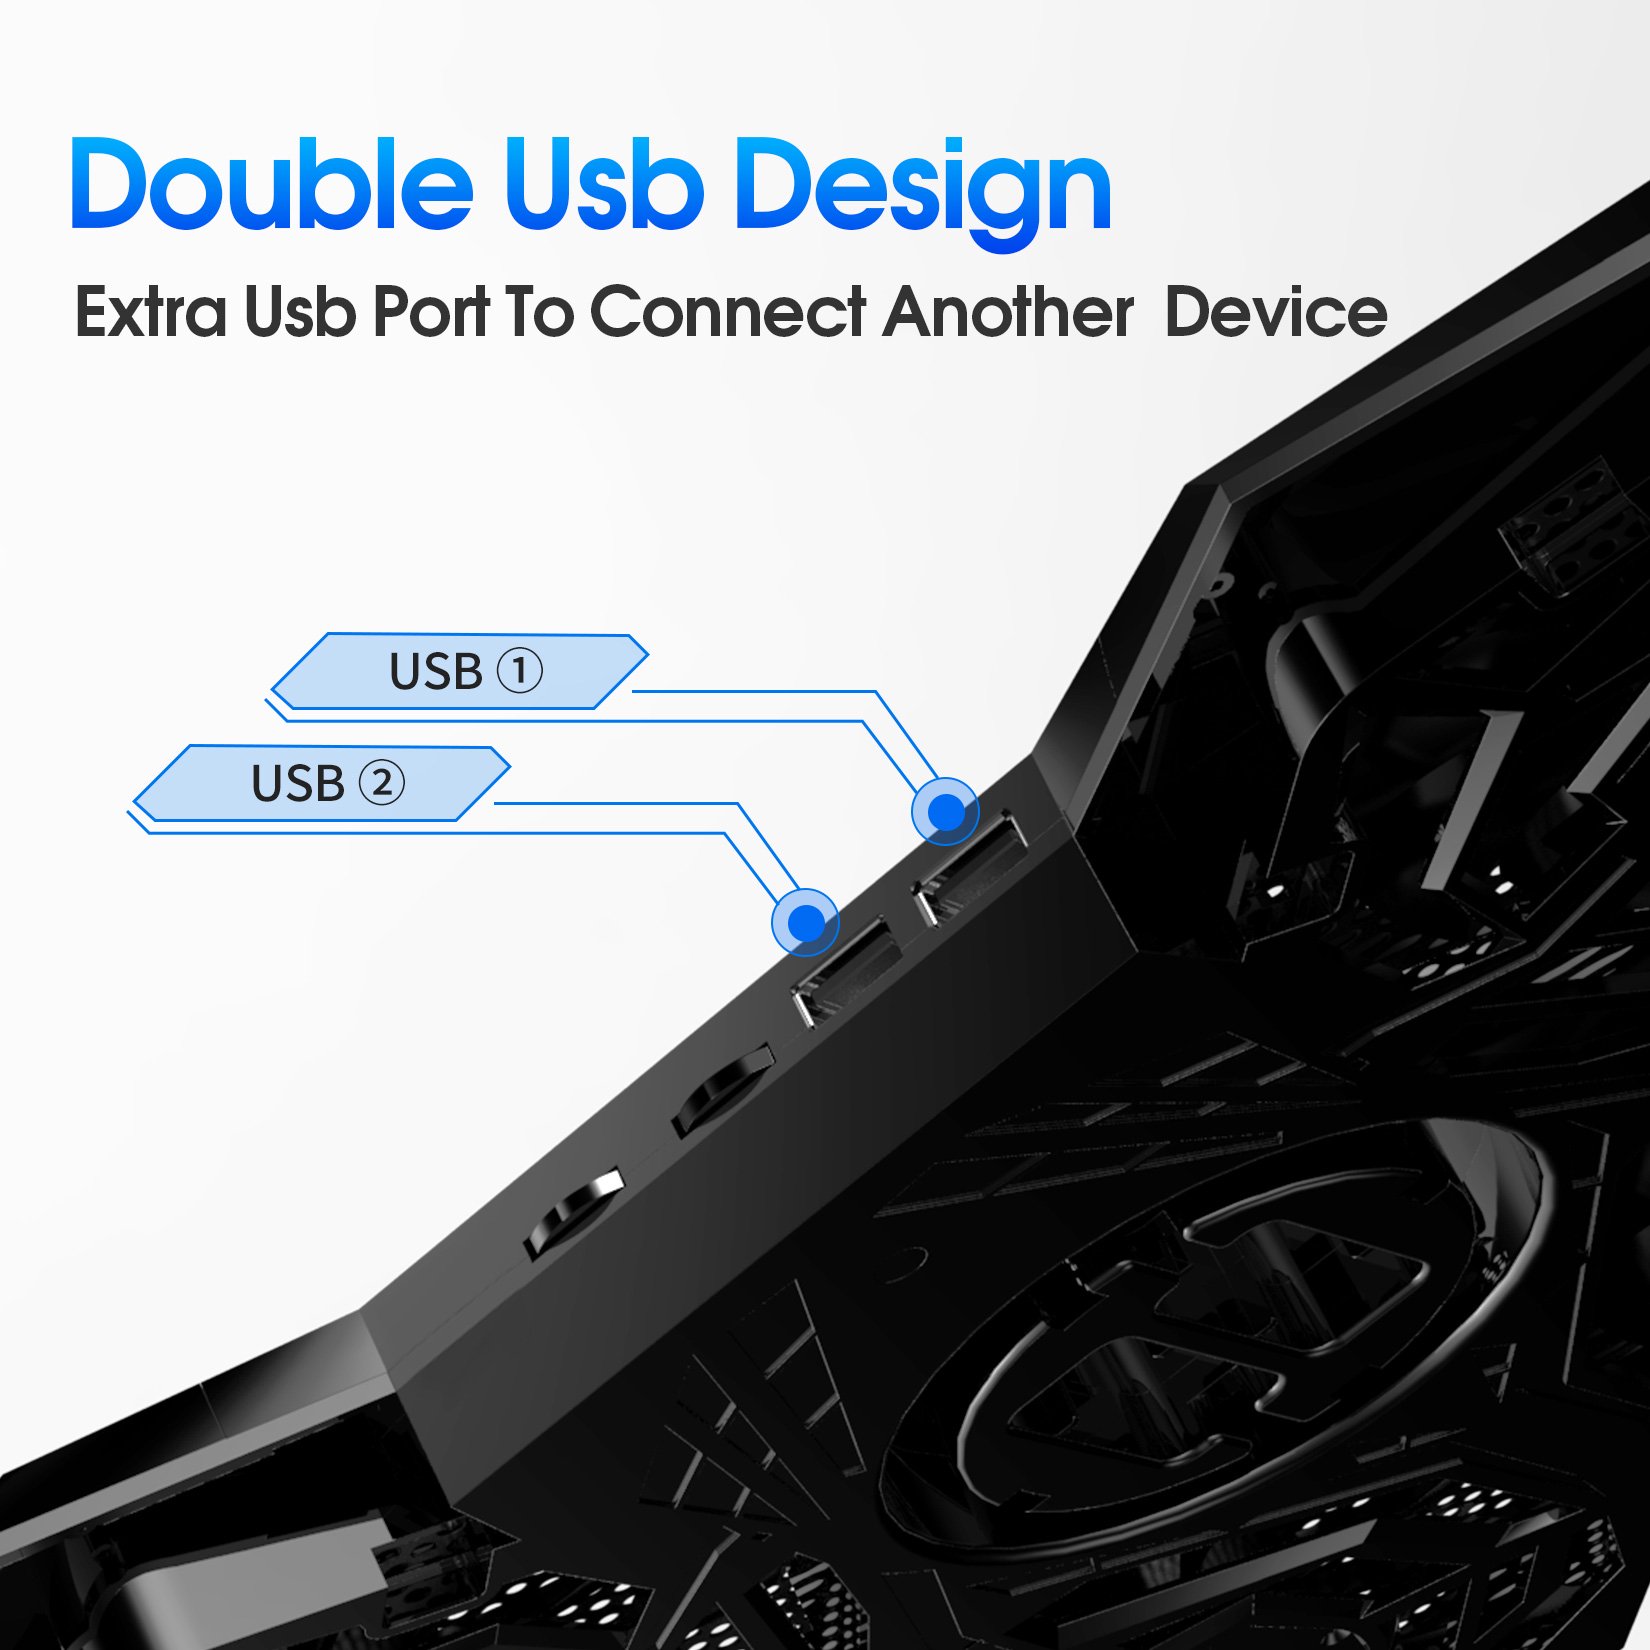 Double Usb Design
Extra Usb Port To Connect Another Device
USB ①
USB ②